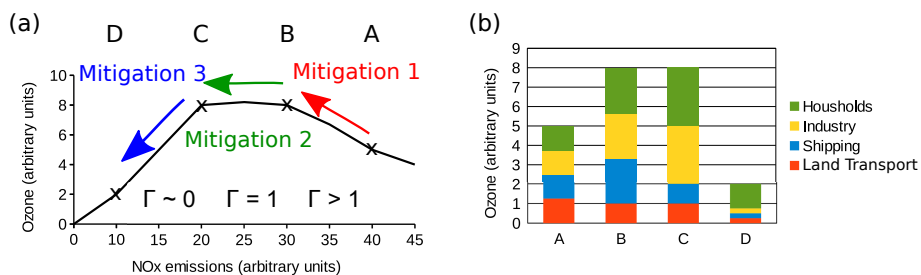 (a)
D C B A
Mitigation 3
Mitigation 1
Mitigation 2
Ozone (arbitrary units)
10
8
6
4
2
0
Γ ~ 0 Γ = 1 Γ > 1
0 5 10 15 20 25 30 35 40 45
NOx emissions (arbitrary units)
(b)
Ozone (arbitrary units)
9
8
7
6
5
4
3
2
1
0
A B C D
Housholds
Industry
Shipping
Land Transport